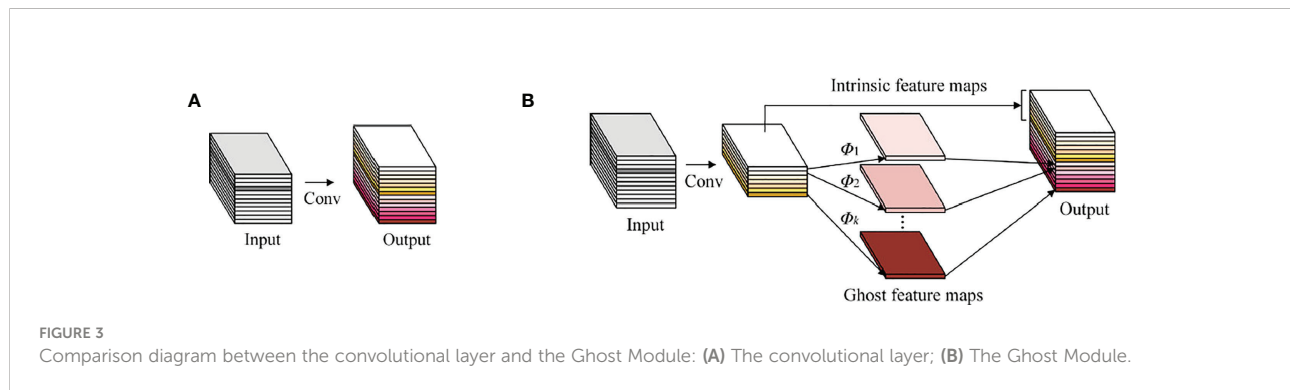 A
Input
Conv
Output
B
Input
Conv
Intrinsic feature maps
Φ1
Φ2
Φk
Ghost feature maps
Output
FIGURE 3
Comparison diagram between the convolutional layer and the Ghost Module: (A) The convolutional layer; (B) The Ghost Module.